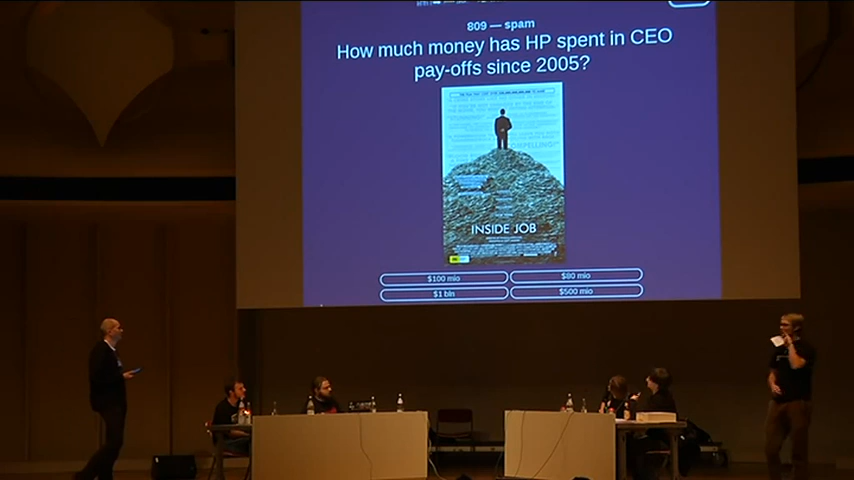 809 — spam
How much money has HP spent in CEO
pay-offs since 2005?
INSIDE JOB
$100 mio
$80 mio
$1 bln
$500 mio